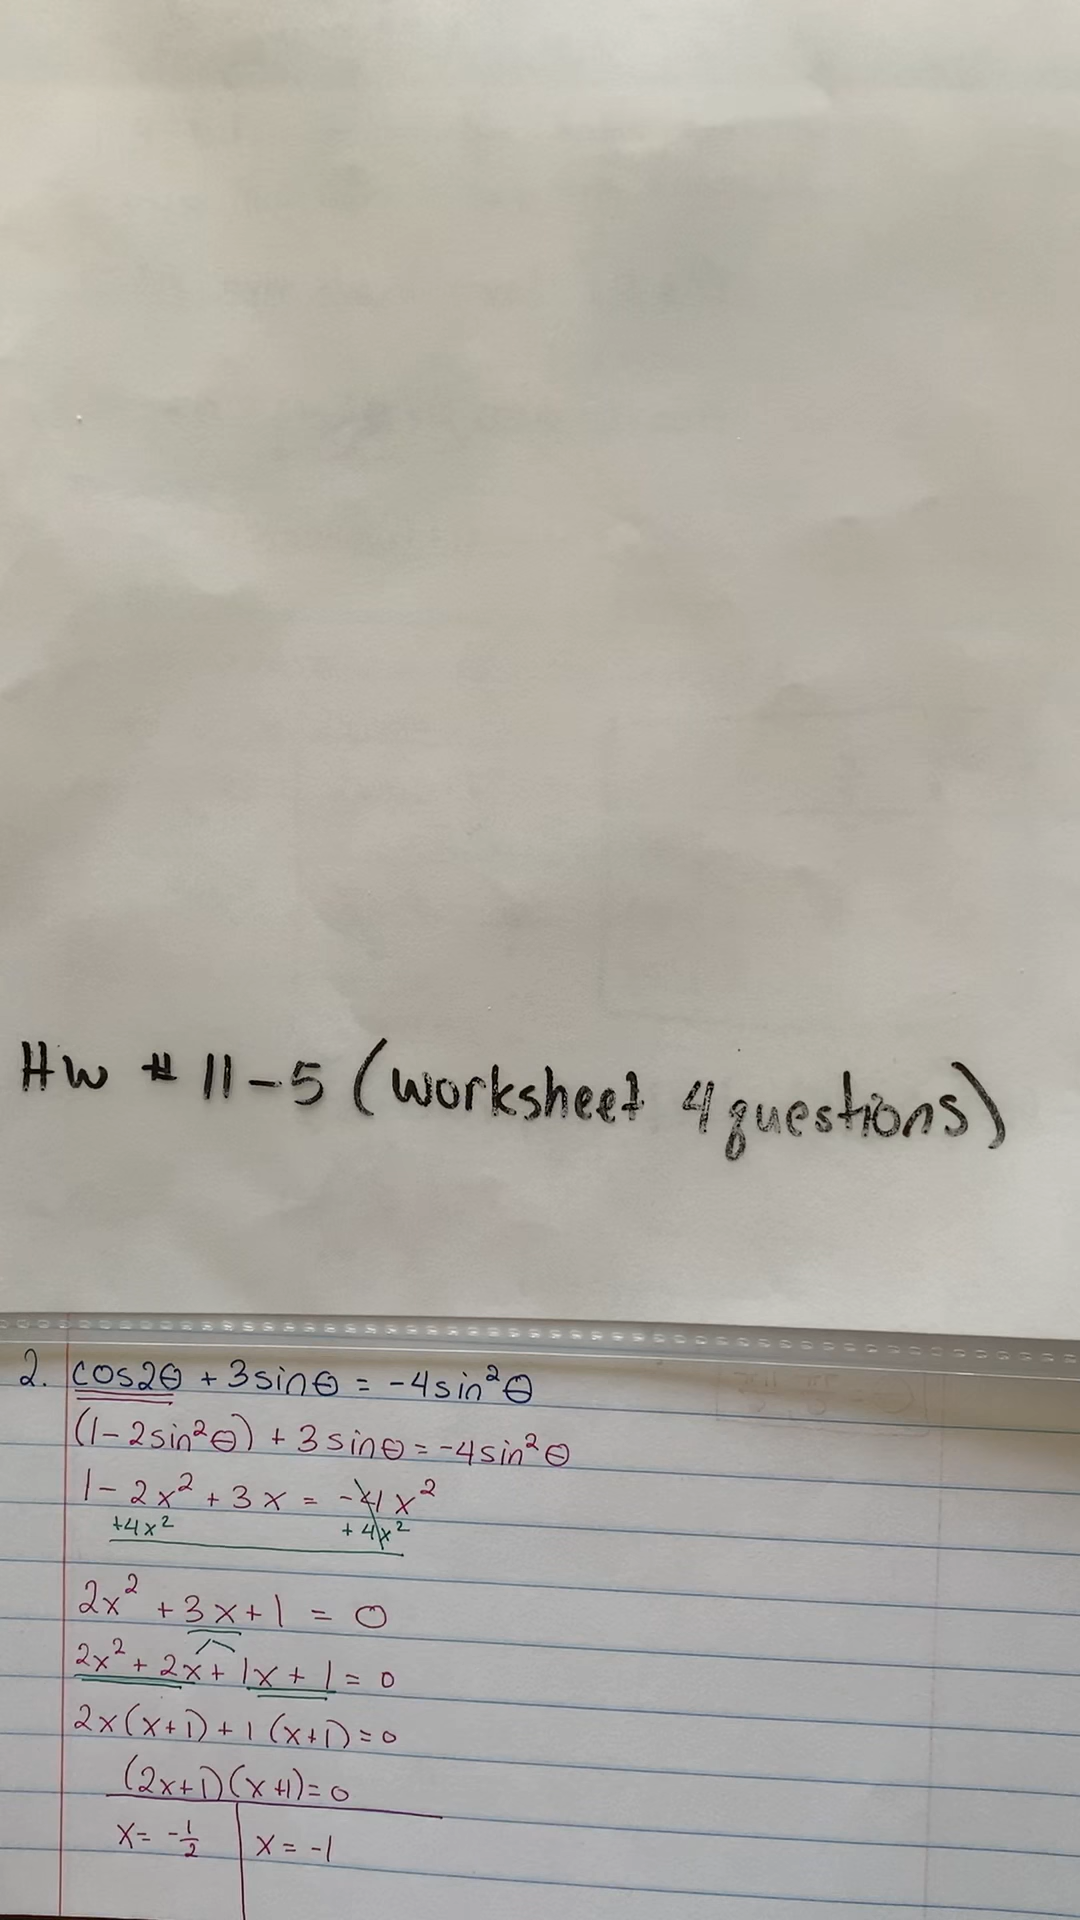 HW # 11-5 (worksheet 4 questions)
2. cos2θ + 3sinθ = -4sin²θ
(1-2sin²θ) + 3sinθ = -4sin²θ
1 - 2x² + 3x = -4x²
+4x² +4x²
2x² + 3x + 1 = 0
2x² + 2x + 1x + 1 = 0
2x(x+1) + 1(x+1) = 0
(2x+1)(x+1) = 0
x = -1/2 x = -1